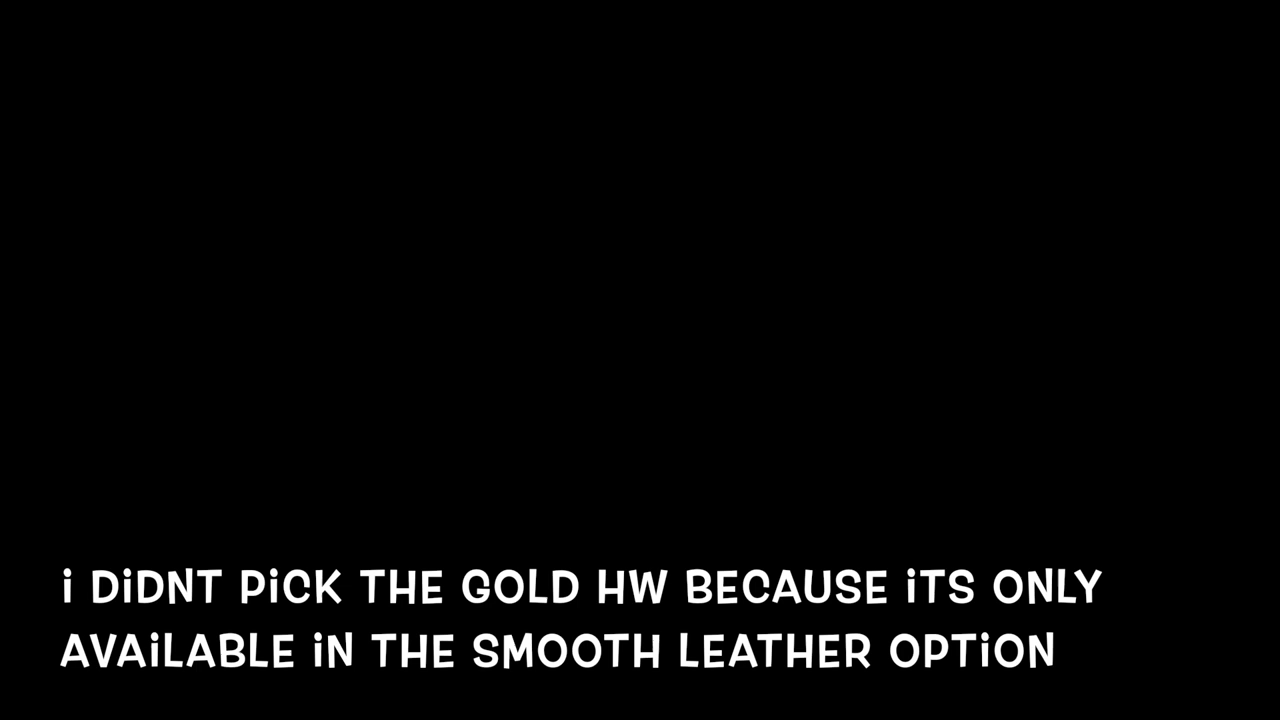 i DiDNT PiCK THE GOLD HW BECAUSE iTS ONLY
AVAiLABLE iN THE SMOOTH LEATHER OPTiON